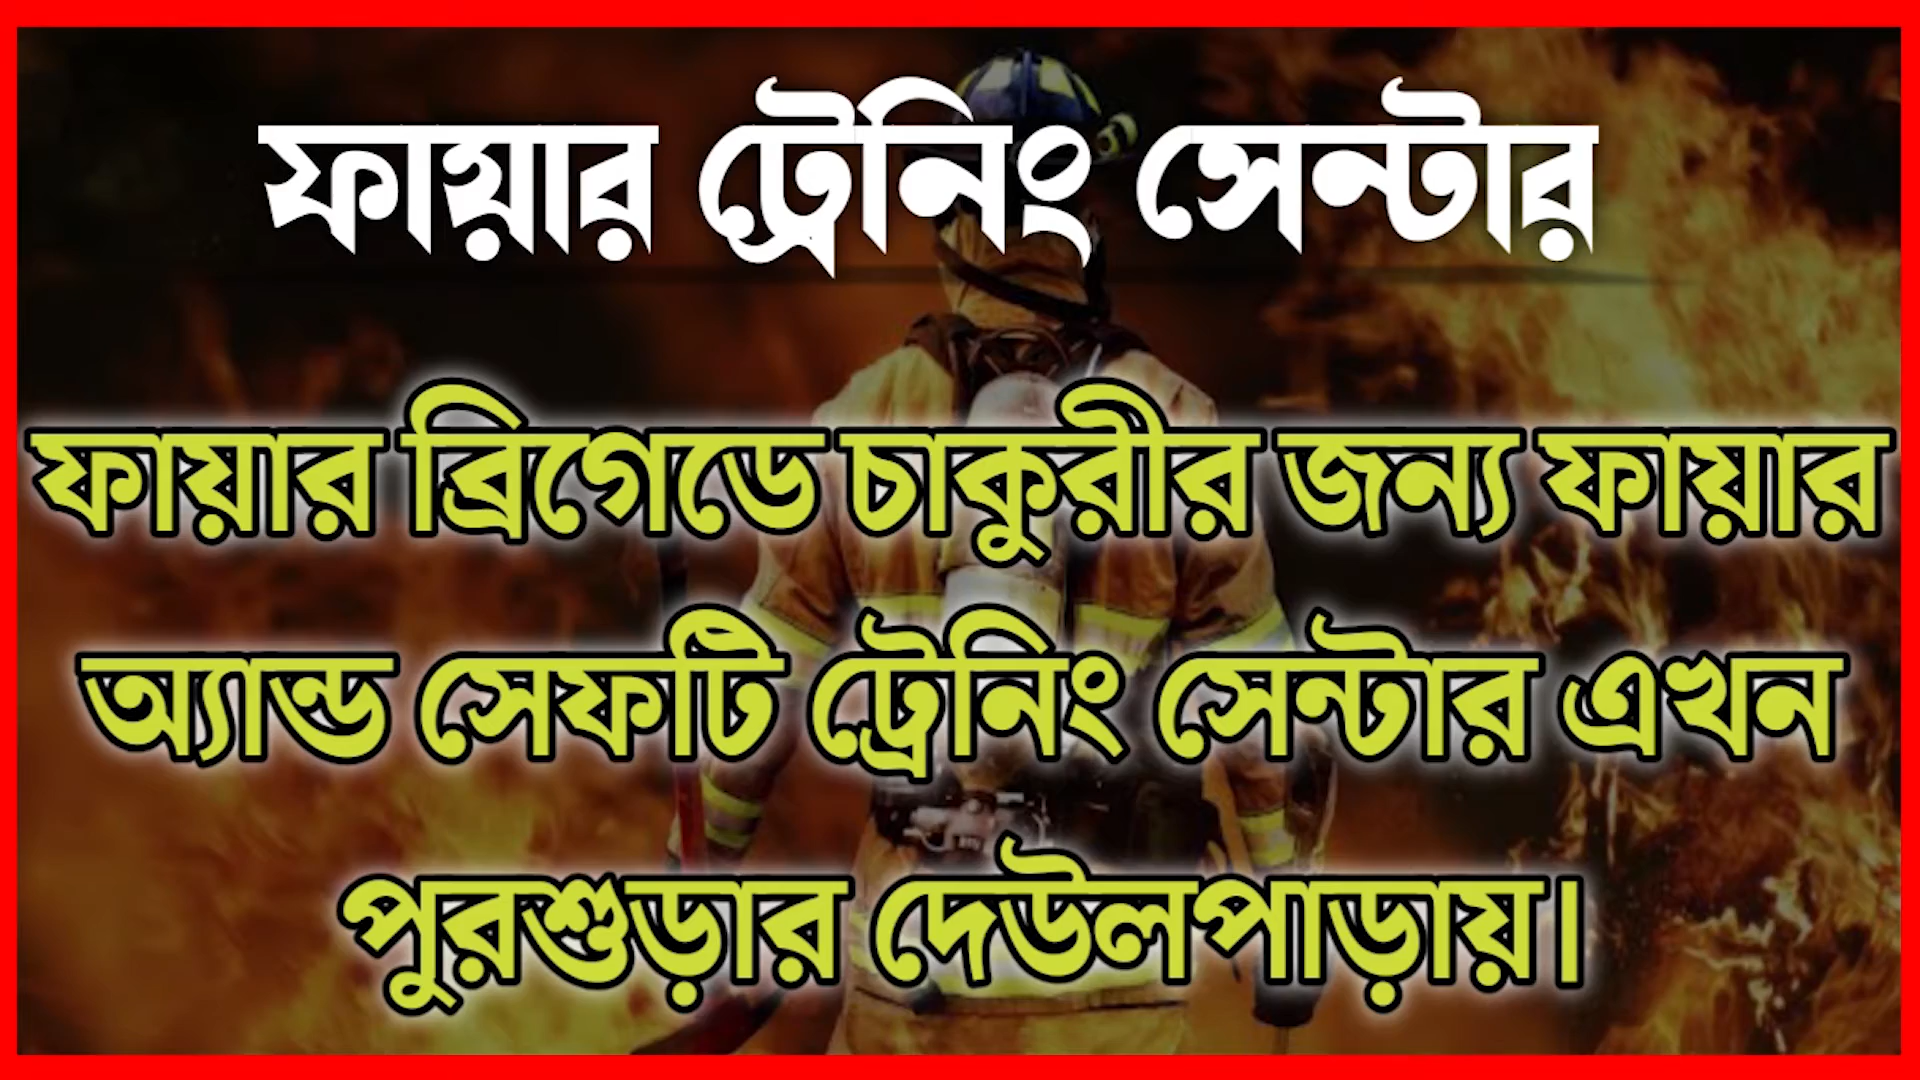 ফায়ার ট্রেনিং সেন্টার
ফায়ার ব্রিগেডে চাকুরীর জন্য ফায়ার
অ্যান্ড সেফটি ট্রেনিং সেন্টার এখন
পুরশুড়ার দেউলপাড়ায়।